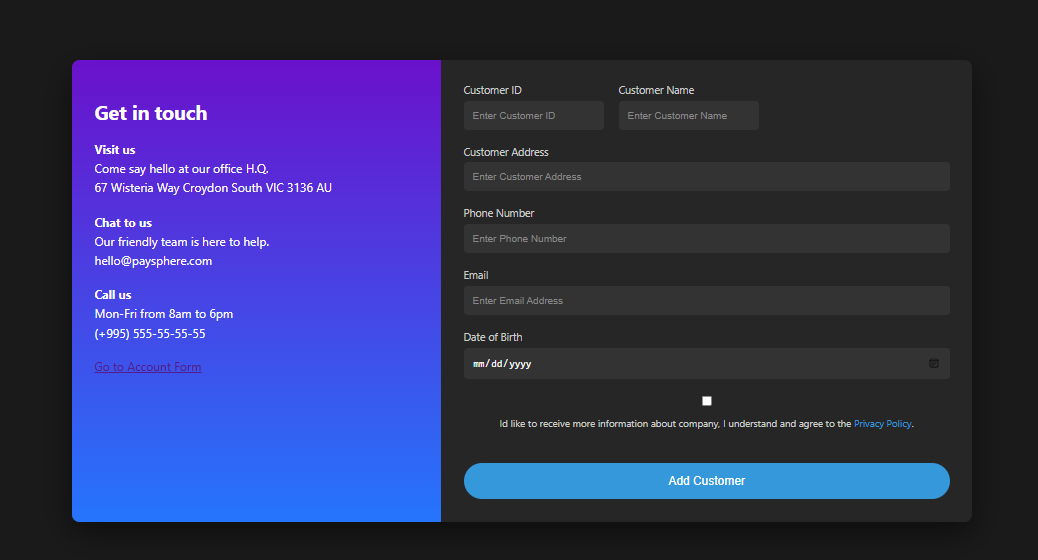 Get in touch
Visit us
Come say hello at our office H.Q.
67 Wisteria Way Croydon South VIC 3136 AU
Chat to us
Our friendly team is here to help.
hello@paysphere.com
Call us
Mon-Fri from 8am to 6pm
(+995) 555-55-55-55
Go to Account Form
Customer ID
Customer Name
Enter Customer ID
Enter Customer Name
Customer Address
Enter Customer Address
Phone Number
Enter Phone Number
Email
Enter Email Address
Date of Birth
mm/dd/yyyy
Id like to receive more information about company, I understand and agree to the Privacy Policy.
Add Customer